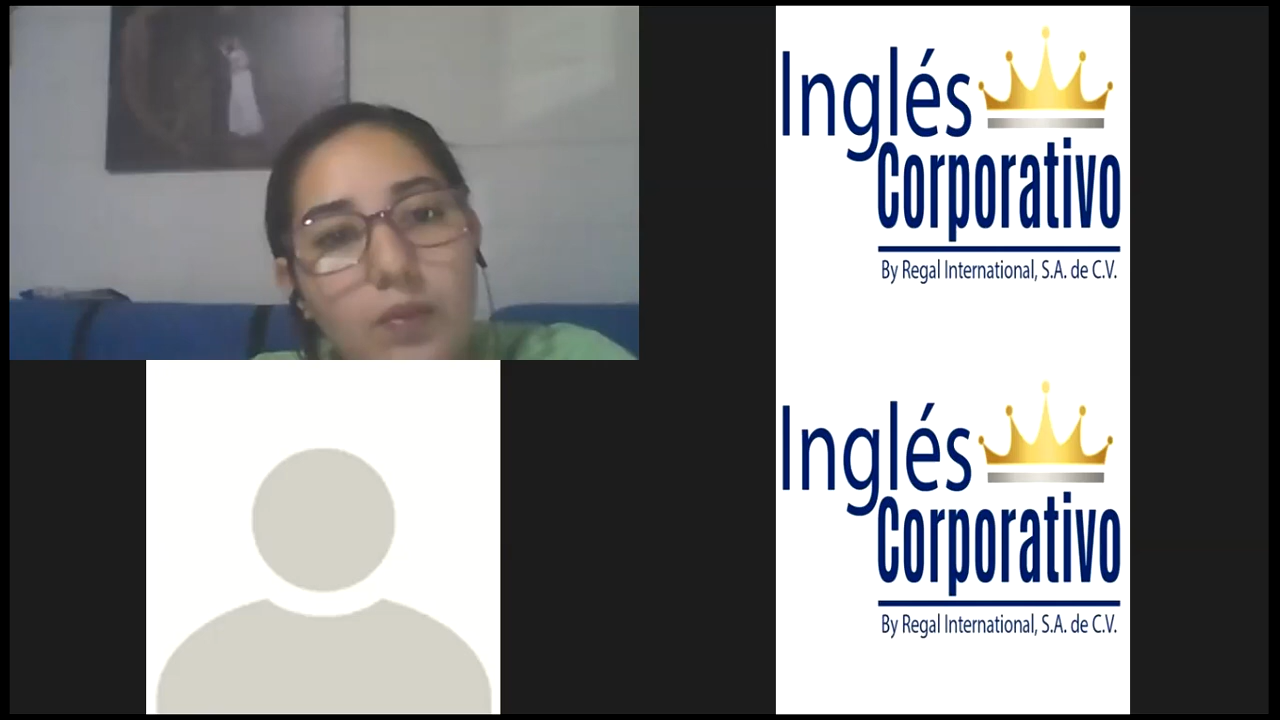 Inglés
Corporativo
By Regal International, S.A. de C.V.
Inglés
Corporativo
By Regal International, S.A. de C.V.